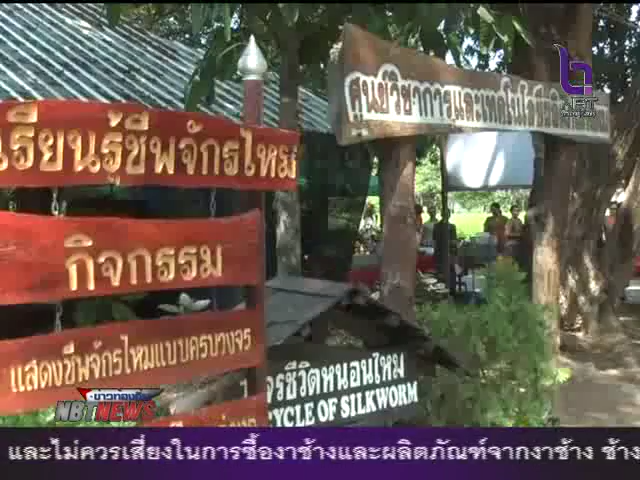 ศูนย์วิชาการและเทคโนโลยี
เรียนรู้ชีพจักรไหม
กิจกรรม
แสดงชีพจักรไหมแบบครบวงจร
จรชีวิตหนอนไหม
CYCLE OF SILKWORM
ข่าวท้องถิ่น
NBT NEWS
และไม่ควรเสี่ยงในการซื้องาช้างและผลิตภัณฑ์จากงาช้าง ช้าง